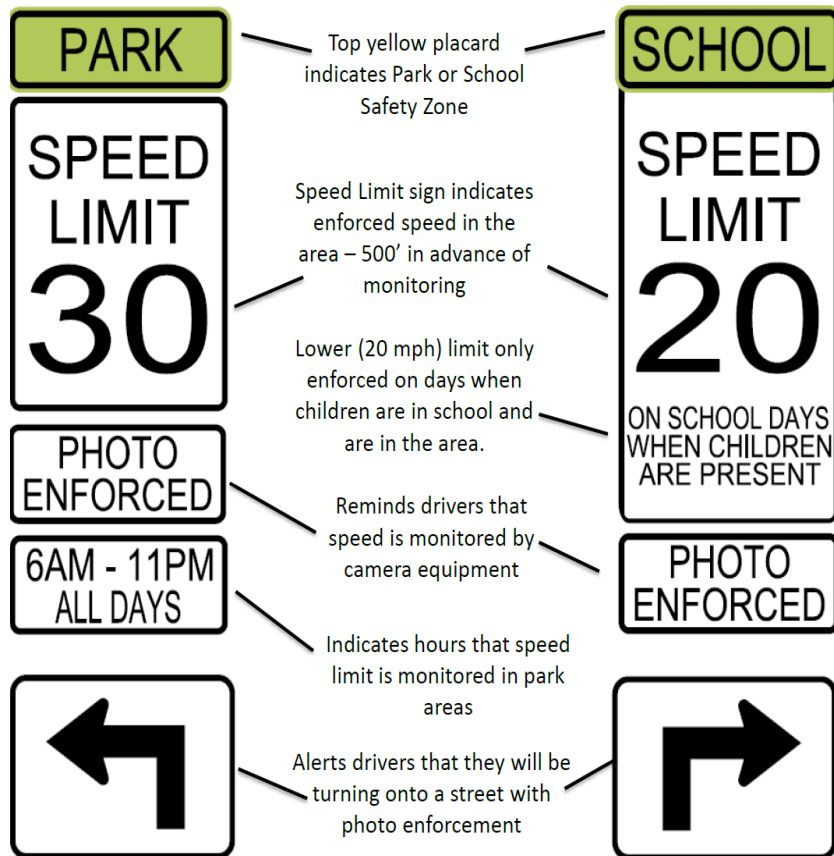 PARK
SPEED
LIMIT
30
PHOTO
ENFORCED
6AM - 11PM
ALL DAYS
Top yellow placard
indicates Park or School
Safety Zone
Speed Limit sign indicates
enforced speed in the
area – 500' in advance of
monitoring
Lower (20 mph) limit only
enforced on days when
children are in school and
are in the area.
Reminds drivers that
speed is monitored by
camera equipment
Indicates hours that speed
limit is monitored in park
areas
Alerts drivers that they will be
turning onto a street with
photo enforcement
SCHOOL
SPEED
LIMIT
20
ON SCHOOL DAYS
WHEN CHILDREN
ARE PRESENT
PHOTO
ENFORCED